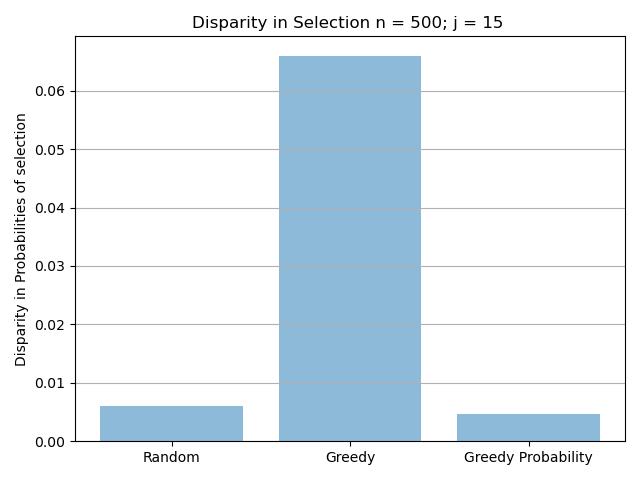 Disparity in Selection n = 500; j = 15
Disparity in Probabilities of selection
0.06
0.05
0.04
0.03
0.02
0.01
0.00
Random Greedy Greedy Probability